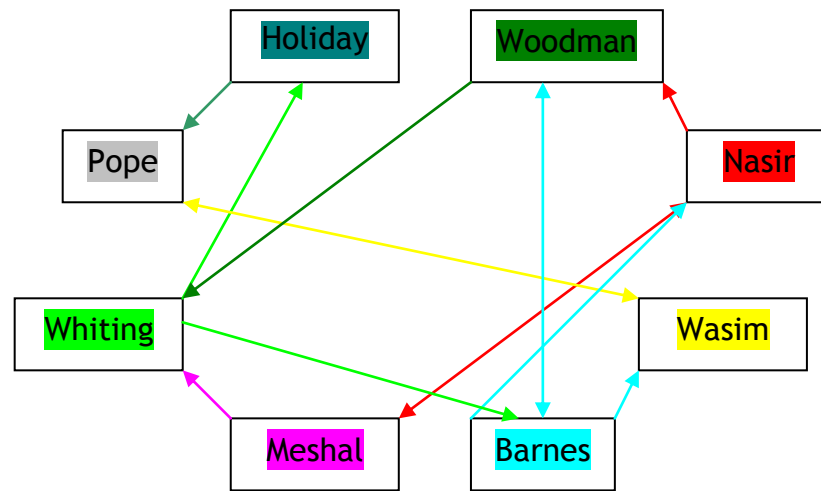 Holiday
Woodman
Pope
Nasir
Whiting
Wasim
Meshal
Barnes